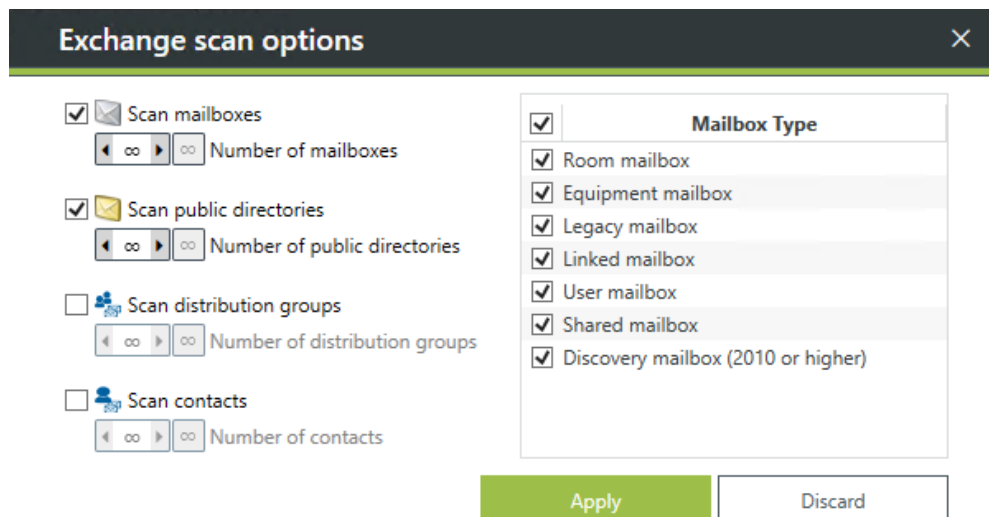 Exchange scan options
Scan mailboxes
∞ ∞ Number of mailboxes
Scan public directories
∞ ∞ Number of public directories
Scan distribution groups
∞ ∞ Number of distribution groups
Scan contacts
∞ ∞ Number of contacts
Mailbox Type
Room mailbox
Equipment mailbox
Legacy mailbox
Linked mailbox
User mailbox
Shared mailbox
Discovery mailbox (2010 or higher)
Apply
Discard